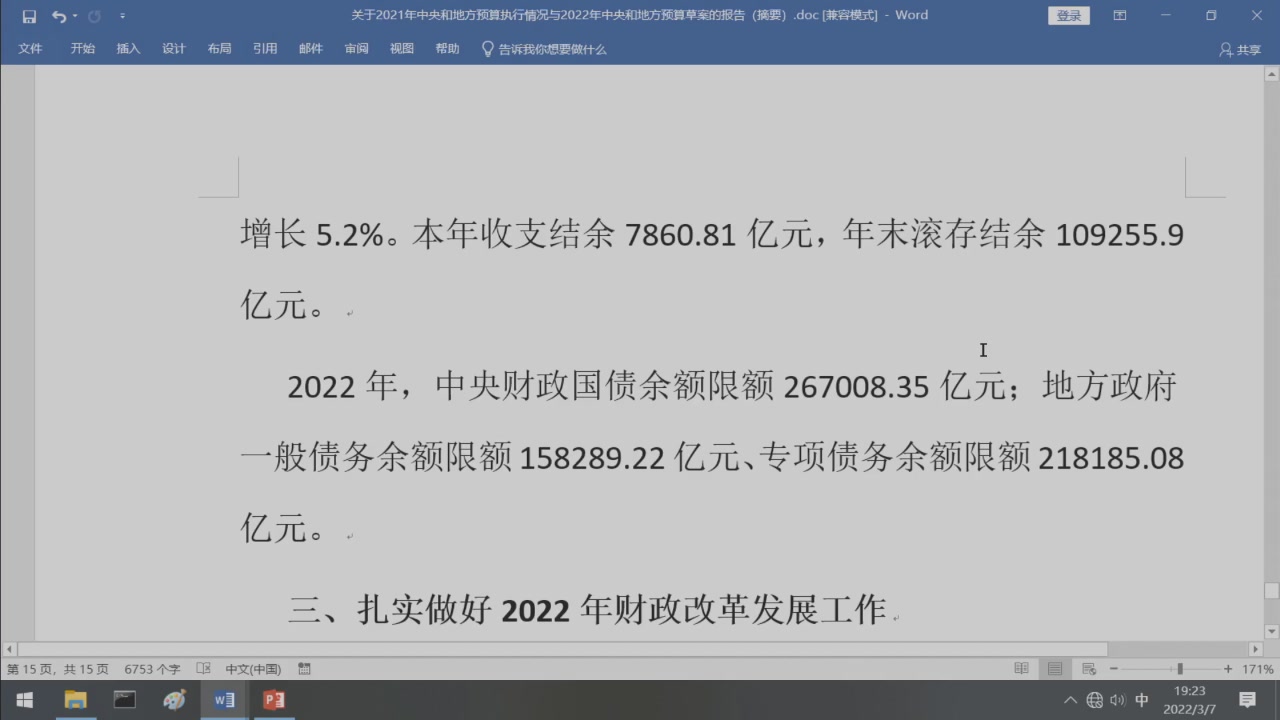 关于2021年中央和地方预算执行情况与2022年中央和地方预算草案的报告（摘要）.doc [兼容模式] - Word
登录
文件 开始 插入 设计 布局 引用 邮件 审阅 视图 帮助 告诉我你想要做什么 共享
增长 5.2%。本年收支结余 7860.81 亿元，年末滚存结余 109255.9
亿元。
2022 年，中央财政国债余额限额 267008.35 亿元；地方政府
一般债务余额限额 158289.22 亿元、专项债务余额限额 218185.08
亿元。
三、扎实做好 2022 年财政改革发展工作
第 15 页，共 15 页 6753 个字 中文(中国) 171%
中 19:23
2022/3/7